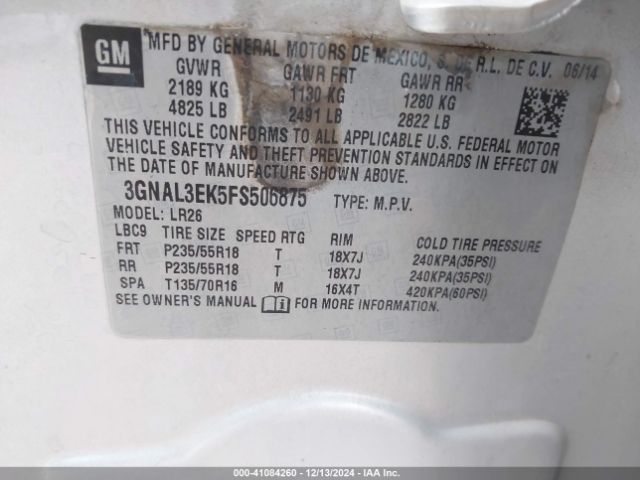 GM
MFD BY GENERAL MOTORS DE MEXICO, S. DE R.L. DE C.V. 06/14
GVWR GAWR FRT GAWR RR
2189 KG 1130 KG 1280 KG
4825 LB 2491 LB 2822 LB
THIS VEHICLE CONFORMS TO ALL APPLICABLE U.S. FEDERAL MOTOR
VEHICLE SAFETY AND THEFT PREVENTION STANDARDS IN EFFECT ON
THE DATE OF MANUFACTURE SHOWN ABOVE.
3GNAL3EK5FS506875 TYPE: M.P.V.
MODEL: LR26
LBC9 TIRE SIZE SPEED RTG RIM COLD TIRE PRESSURE
FRT P235/55R18 T 18X7J 240KPA(35PSI)
RR P235/55R18 T 18X7J 240KPA(35PSI)
SPA T135/70R16 M 16X4T 420KPA(60PSI)
SEE OWNER'S MANUAL i FOR MORE INFORMATION.
000-41084260 - 12/13/2024 - IAA Inc.